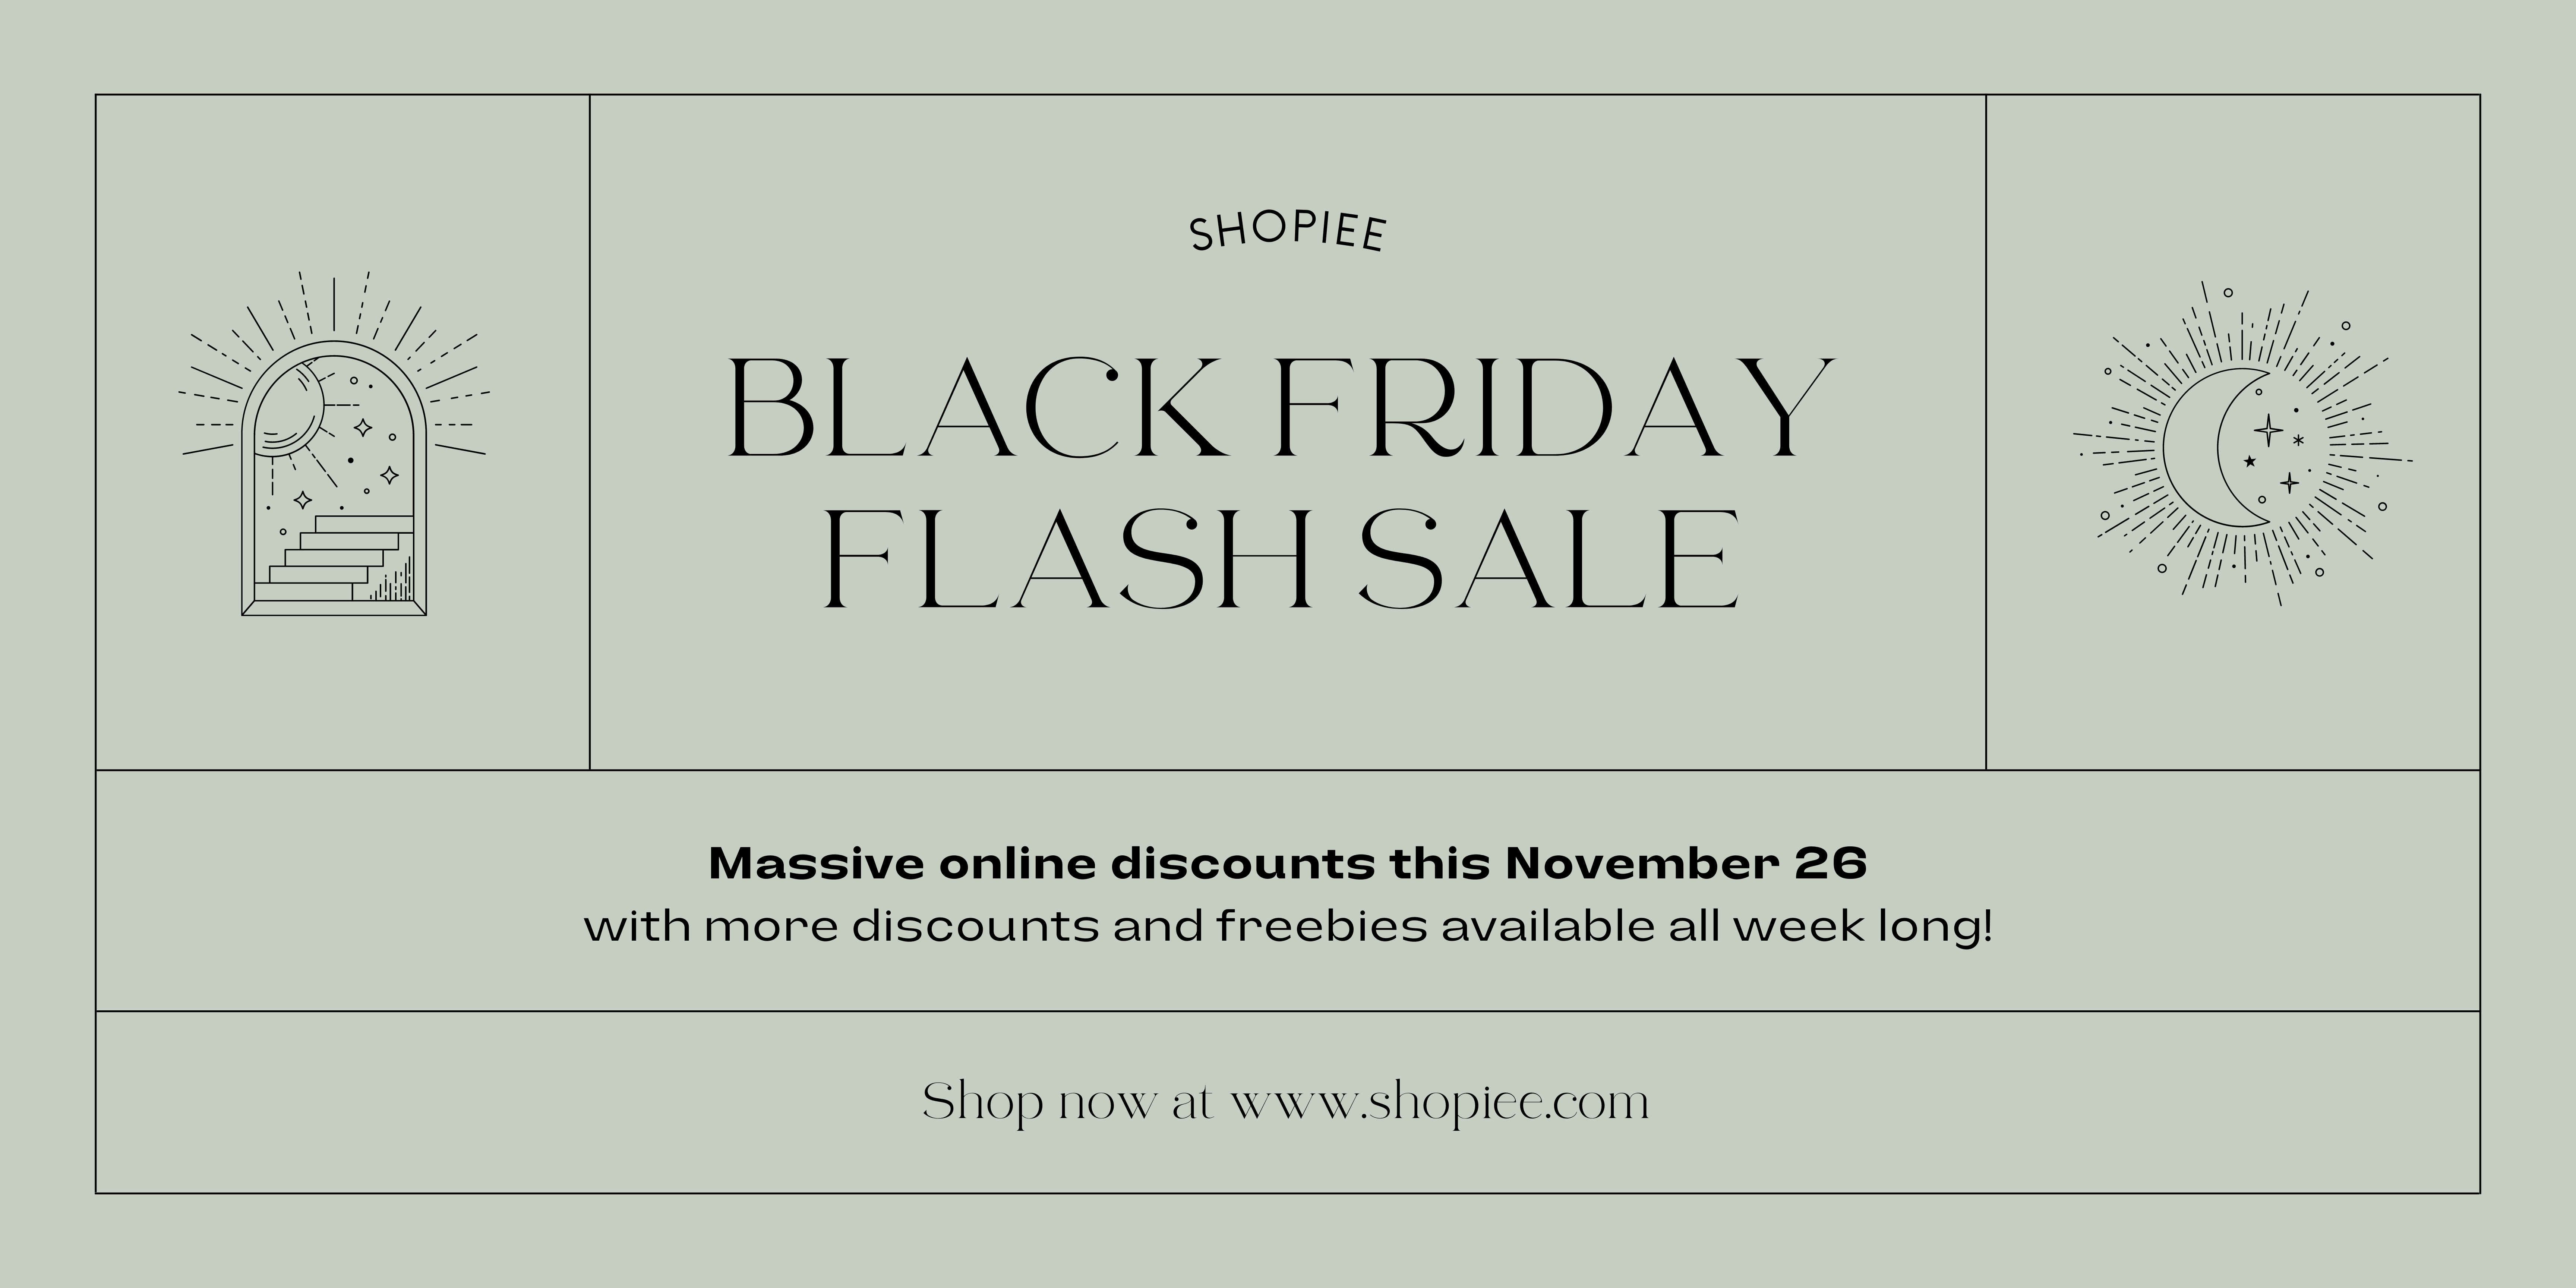 SHOPIEE
BLACK FRIDAY
FLASH SALE
Massive online discounts this November 26
with more discounts and freebies available all week long!
Shop now at www.shopiee.com